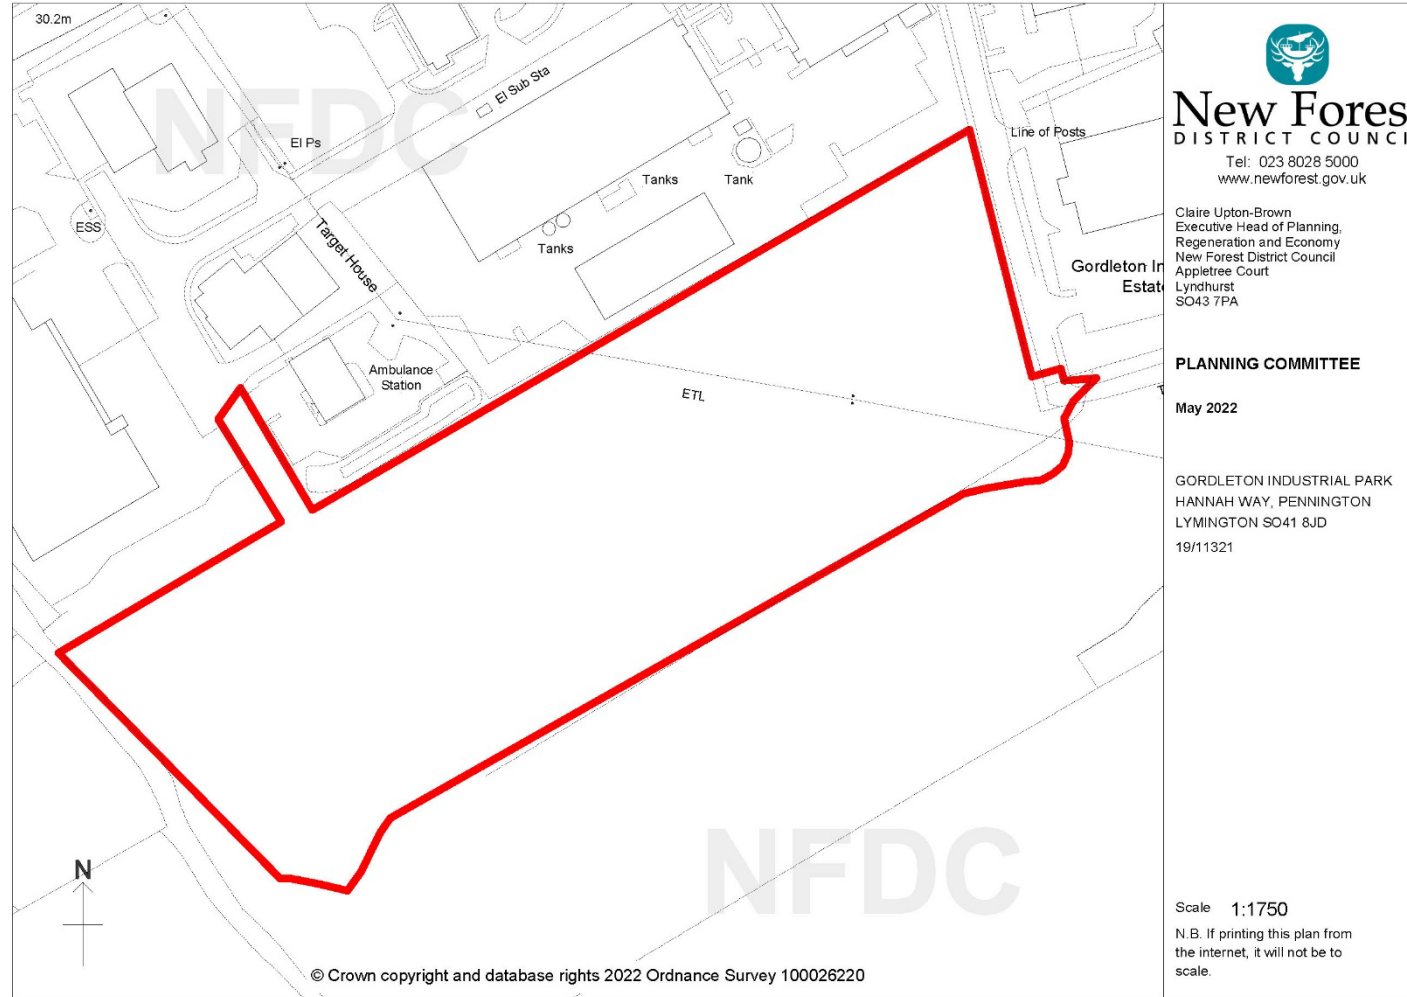 30.2m
NFDC
El Sub Sta
El Ps
Line of Posts
Tanks
Tank
ESS
Target House
Tanks
Gordleton In
Estate
Ambulance
Station
ETL
NFDC
N
© Crown copyright and database rights 2022 Ordnance Survey 100026220
New Fores
DISTRICT COUNCI
Tel: 023 8028 5000
www.newforest.gov.uk
Claire Upton-Brown
Executive Head of Planning,
Regeneration and Economy
New Forest District Council
Appletree Court
Lyndhurst
SO43 7PA
PLANNING COMMITTEE
May 2022
GORDLETON INDUSTRIAL PARK
HANNAH WAY, PENNINGTON
LYMINGTON SO41 8JD
19/11321
Scale 1:1750
N.B. If printing this plan from
the internet, it will not be to
scale.